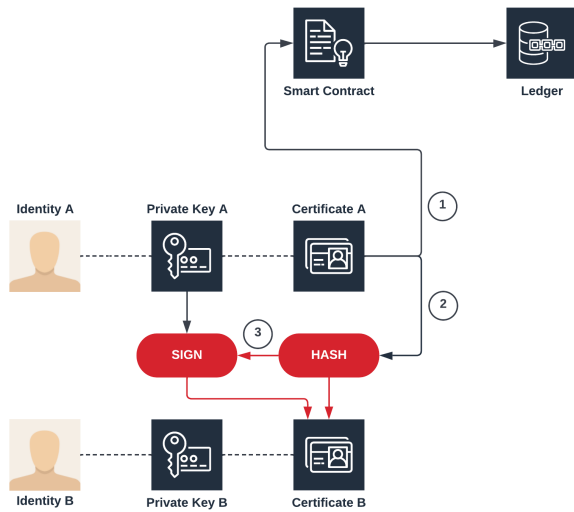 Smart Contract
Ledger
1
Identity A
Private Key A
Certificate A
2
3
SIGN
HASH
Identity B
Private Key B
Certificate B